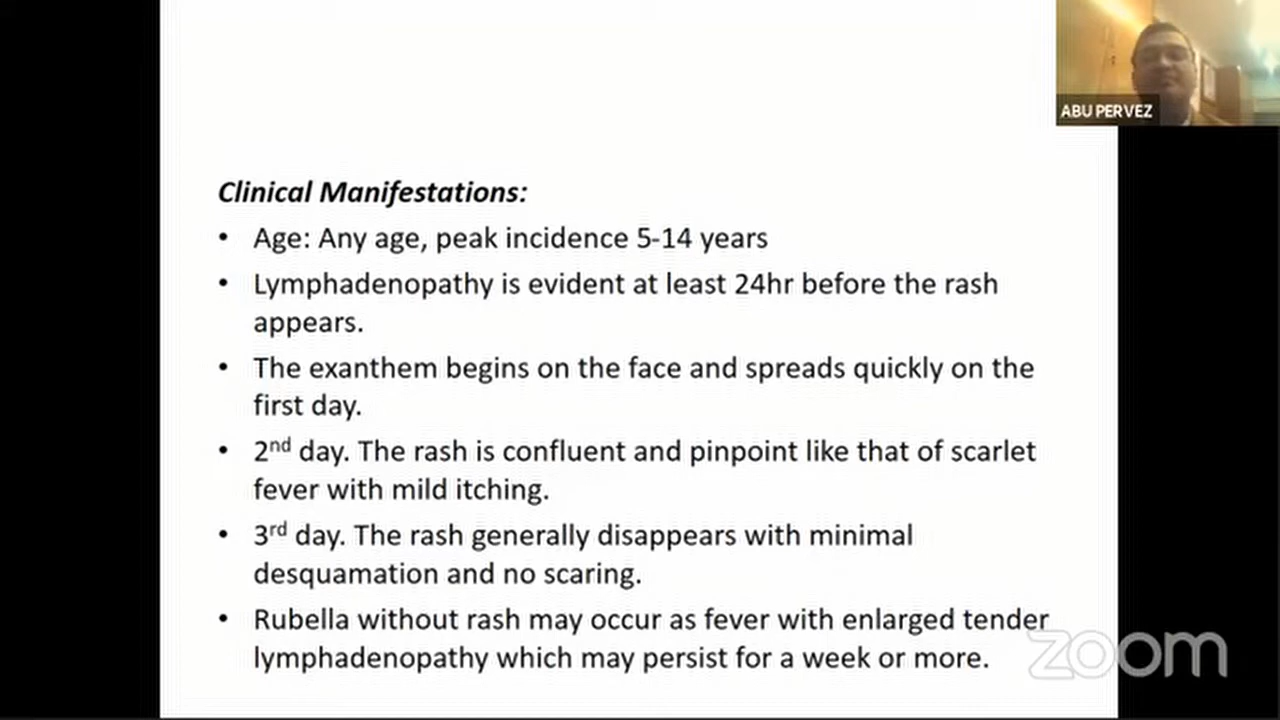 ABU PERVEZ
Clinical Manifestations:
• Age: Any age, peak incidence 5-14 years
• Lymphadenopathy is evident at least 24hr before the rash
appears.
• The exanthem begins on the face and spreads quickly on the
first day.
• 2nd day. The rash is confluent and pinpoint like that of scarlet
fever with mild itching.
• 3rd day. The rash generally disappears with minimal
desquamation and no scaring.
• Rubella without rash may occur as fever with enlarged tender
lymphadenopathy which may persist for a week or more.
zoom